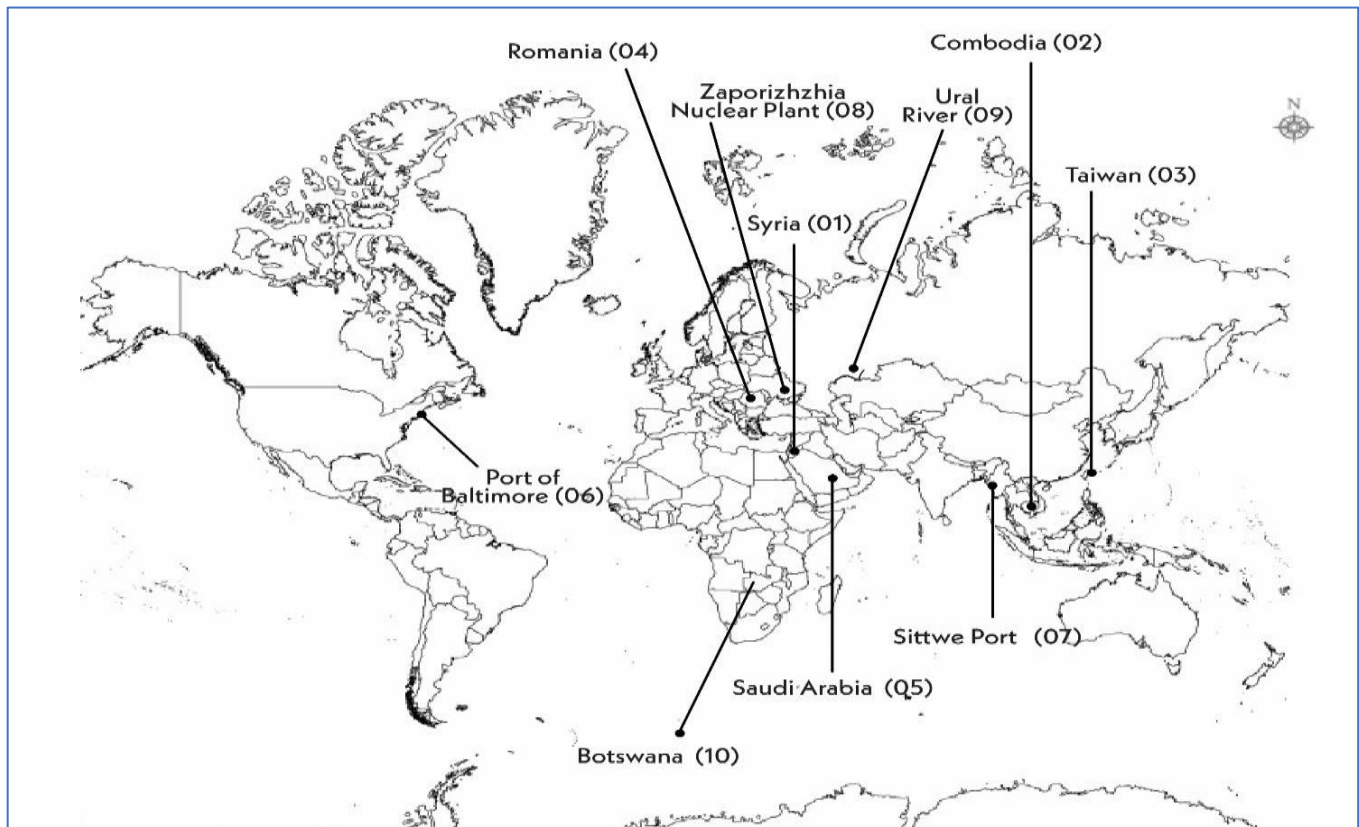 Combodia (02)
Romania (04)
Zaporizhzhia
Nuclear Plant (08)
Ural
River (09)
N
Taiwan (03)
Syria (01)
Port of
Baltimore (06)
Sittwe Port (07)
Saudi Arabia (05)
Botswana (10)